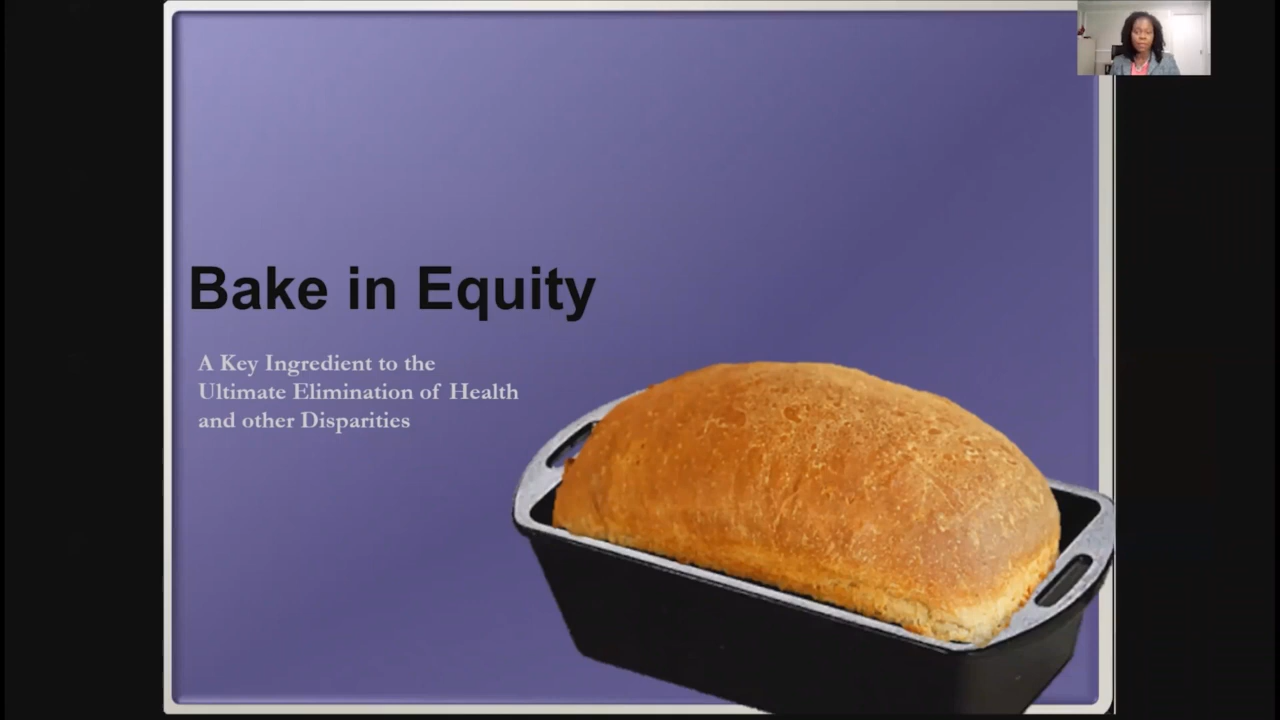 Bake in Equity
A Key Ingredient to the
Ultimate Elimination of Health
and other Disparities